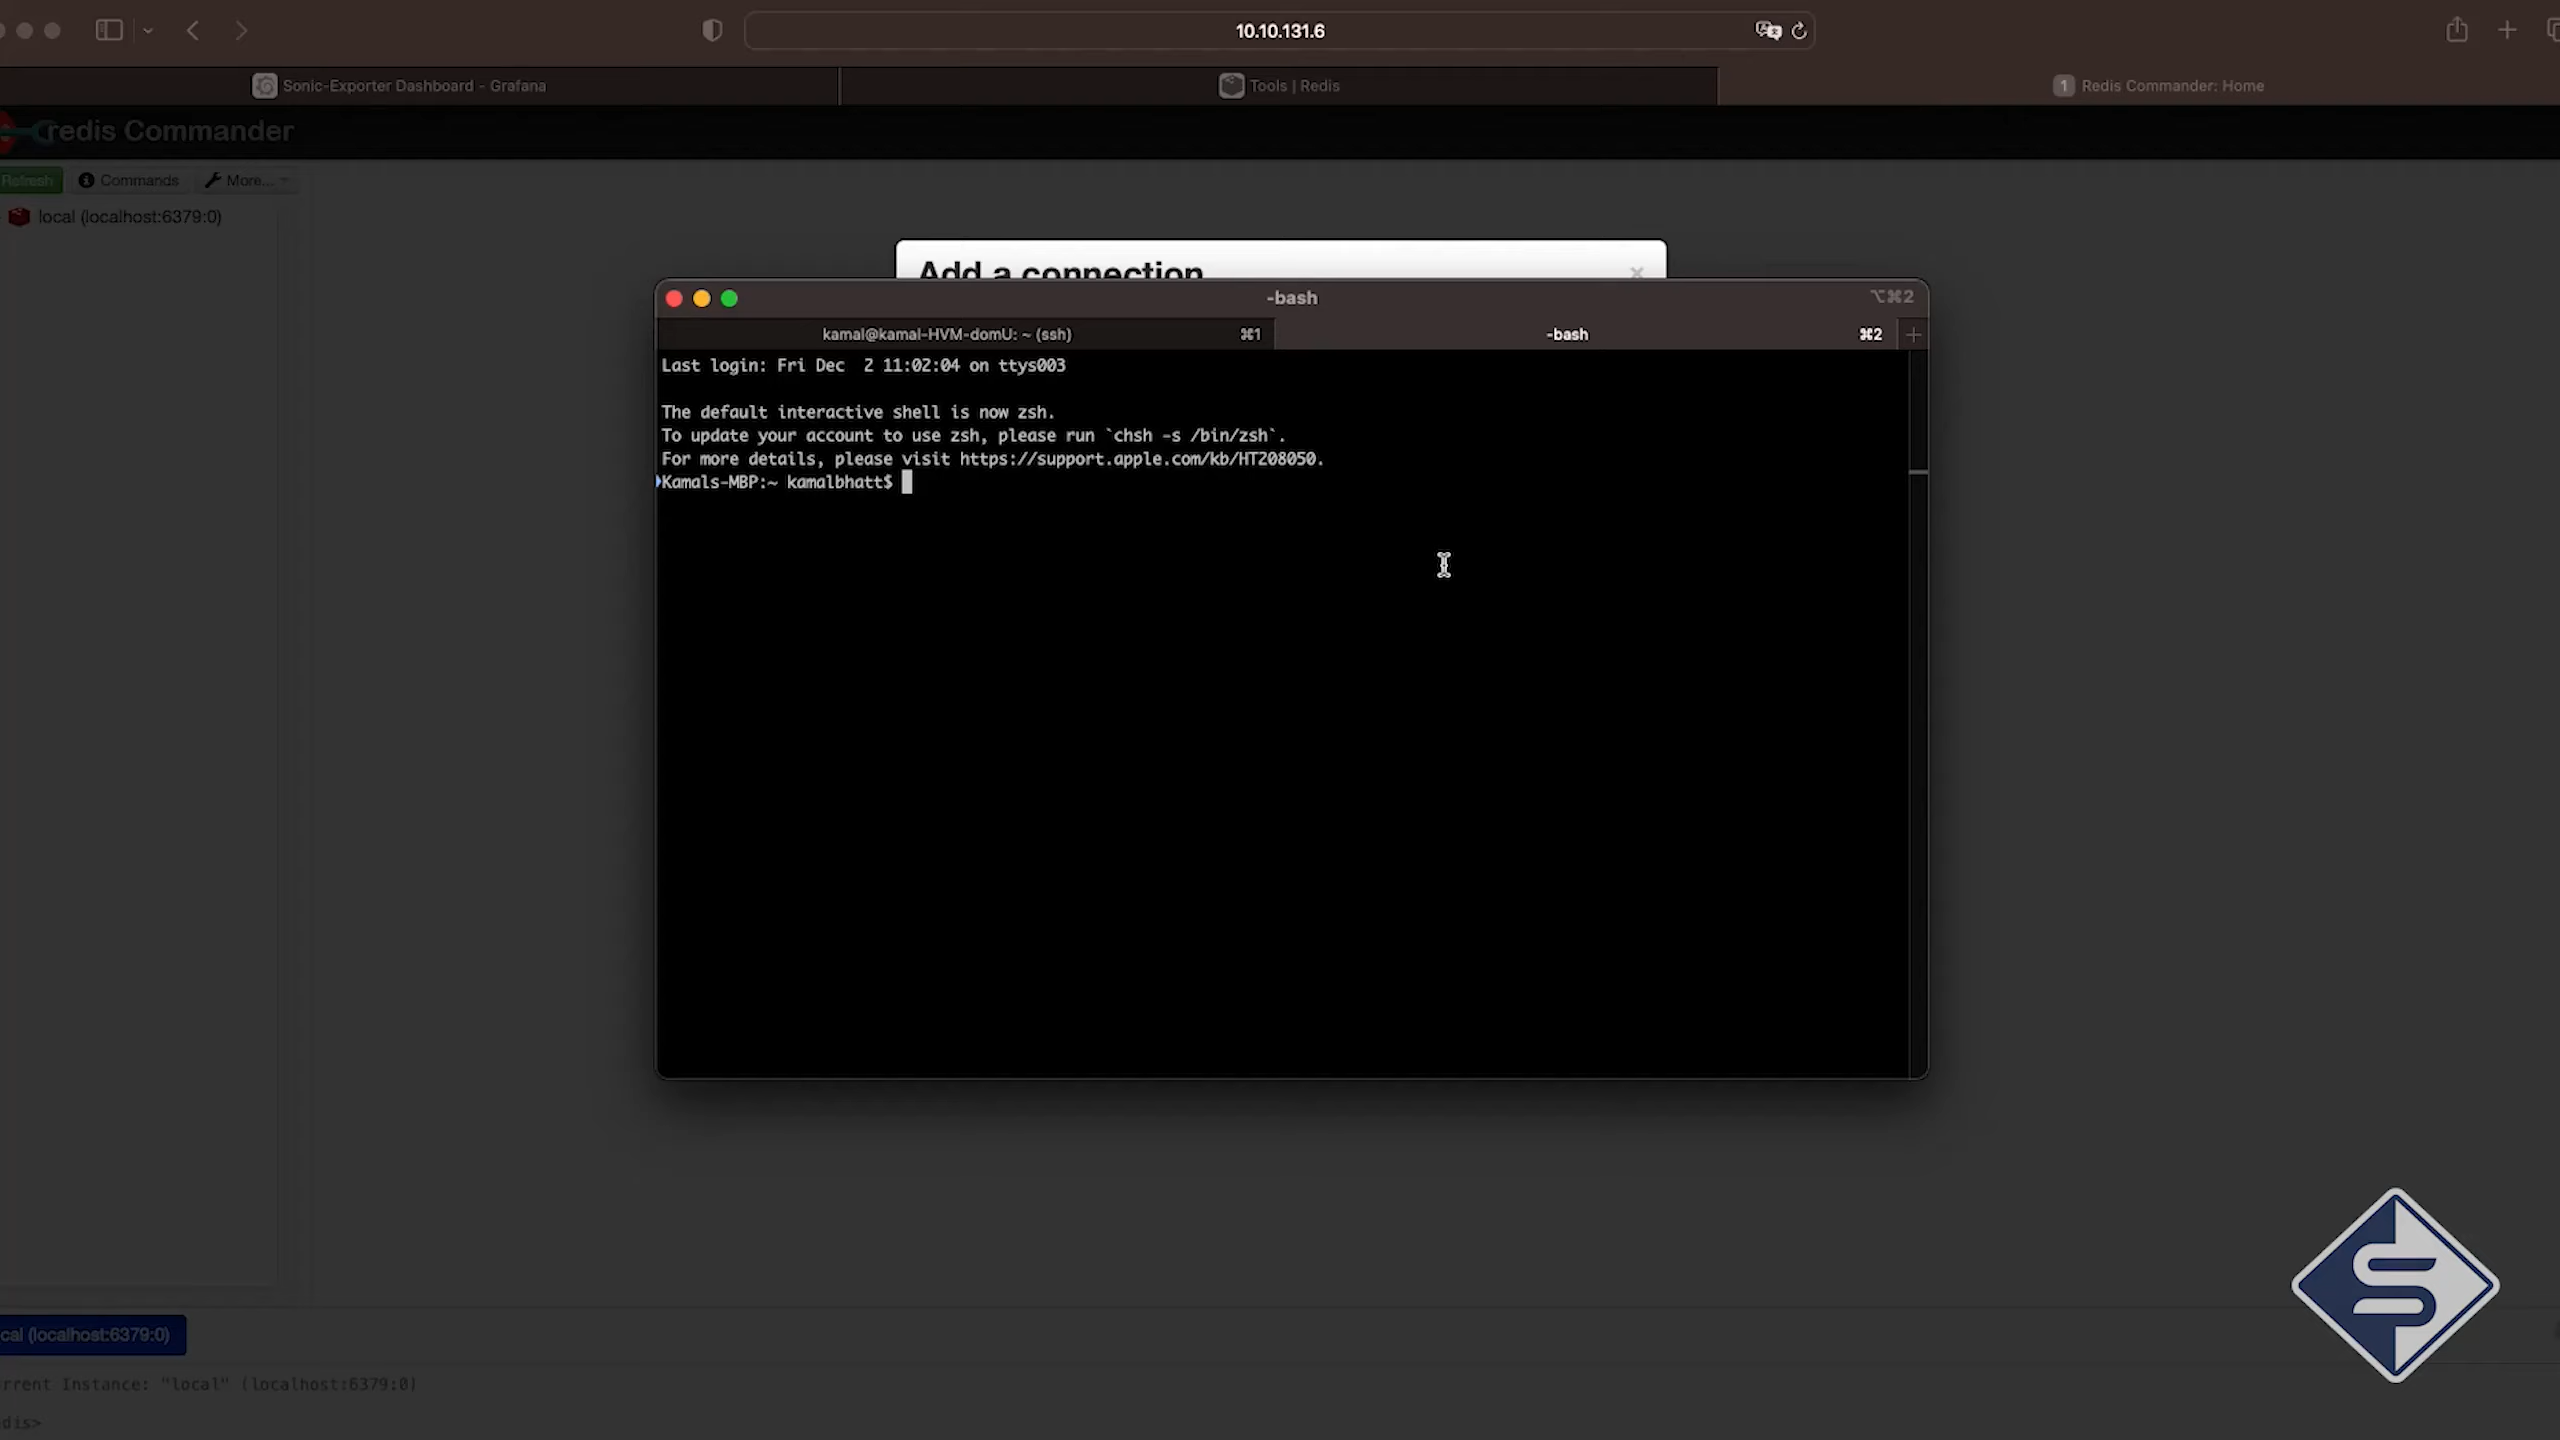 10.10.131.6
Sonic-Exporter Dashboard - Grafana
Tools | Redis
1 Redis Commander: Home
redis Commander
Refresh
Commands
More...
local (localhost:6379:0)
Add a connection
×
-bash
⌥⌘2
kamal@kamal-HVM-domU: ~ (ssh)
⌘1
-bash
⌘2
Last login: Fri Dec  2 11:02:04 on ttys003
The default interactive shell is now zsh.
To update your account to use zsh, please run `chsh -s /bin/zsh`.
For more details, please visit https://support.apple.com/kb/HT208050.
Kamals-MBP:~ kamalbhatt$
cal (localhost:6379:0)
rrent Instance: "local" (localhost:6379:0)
dis>